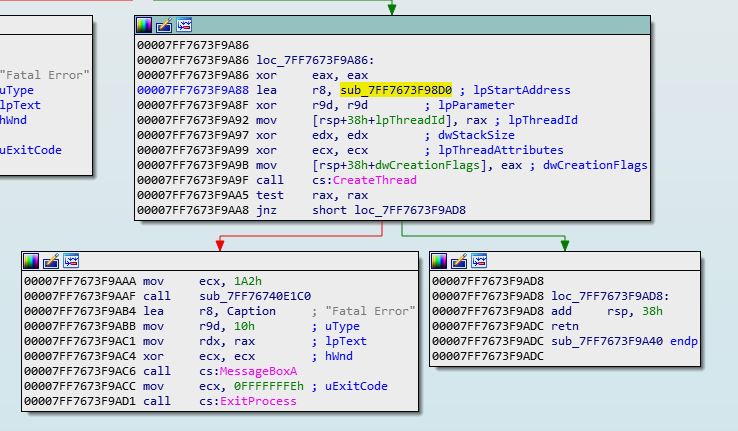 "Fatal Error"
uType
lpText
hWnd
uExitCode
00007FF7673F9A86
00007FF7673F9A86 loc_7FF7673F9A86:
00007FF7673F9A86 xor eax, eax
00007FF7673F9A88 lea r8, sub_7FF7673F98D0 ; lpStartAddress
00007FF7673F9A8F xor r9d, r9d ; lpParameter
00007FF7673F9A92 mov [rsp+38h+lpThreadId], rax ; lpThreadId
00007FF7673F9A97 xor edx, edx ; dwStackSize
00007FF7673F9A99 xor ecx, ecx ; lpThreadAttributes
00007FF7673F9A9B mov [rsp+38h+dwCreationFlags], eax ; dwCreationFlags
00007FF7673F9A9F call cs:CreateThread
00007FF7673F9AA5 test rax, rax
00007FF7673F9AA8 jnz short loc_7FF7673F9AD8
00007FF7673F9AAA mov ecx, 1A2h
00007FF7673F9AAF call sub_7FF76740E1C0
00007FF7673F9AB4 lea r8, Caption ; "Fatal Error"
00007FF7673F9ABB mov r9d, 10h ; uType
00007FF7673F9AC1 mov rdx, rax ; lpText
00007FF7673F9AC4 xor ecx, ecx ; hWnd
00007FF7673F9AC6 call cs:MessageBoxA
00007FF7673F9ACC mov ecx, 0FFFFFFFEh ; uExitCode
00007FF7673F9AD1 call cs:ExitProcess
00007FF7673F9AD8
00007FF7673F9AD8 loc_7FF7673F9AD8:
00007FF7673F9AD8 add rsp, 38h
00007FF7673F9ADC retn
00007FF7673F9ADC sub_7FF7673F9A40 endp
00007FF7673F9ADC